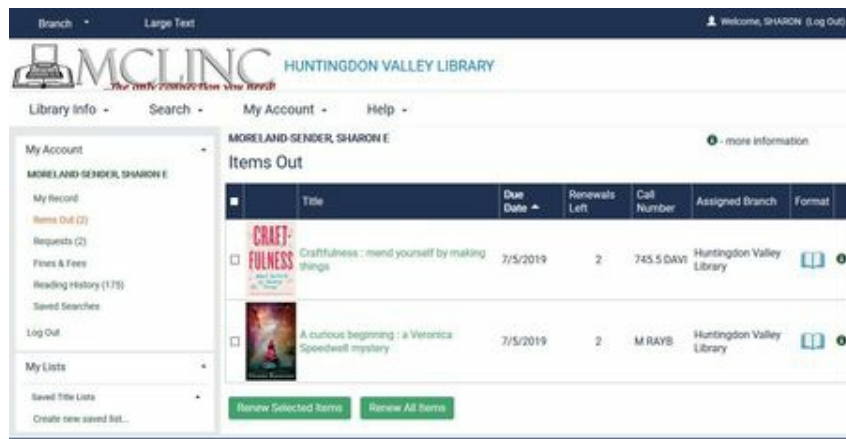 Branch Large Text Welcome, SHARON (Log Out)
MCLINC HUNTINGDON VALLEY LIBRARY
...the only connection you need!
Library Info Search My Account Help
MORELAND-SENDER, SHARON E - more information
Items Out
My Account
MORELAND-SENDER, SHARON E
My Record
Items Out (2)
Requests (2)
Fines & Fees
Reading History (175)
Saved Searches
Log Out
My Lists
Saved Title Lists
Create new saved list...
Title Due Date Renewals Left Call Number Assigned Branch Format
CRAFT-
FULNESS
Craftfulness : mend yourself by making
things
7/5/2019 2 745.5 DAVI Huntingdon Valley
Library
A curious beginning : a Veronica
Speedwell mystery
7/5/2019 2 M RAYB Huntingdon Valley
Library
Renew Selected Items Renew All Items